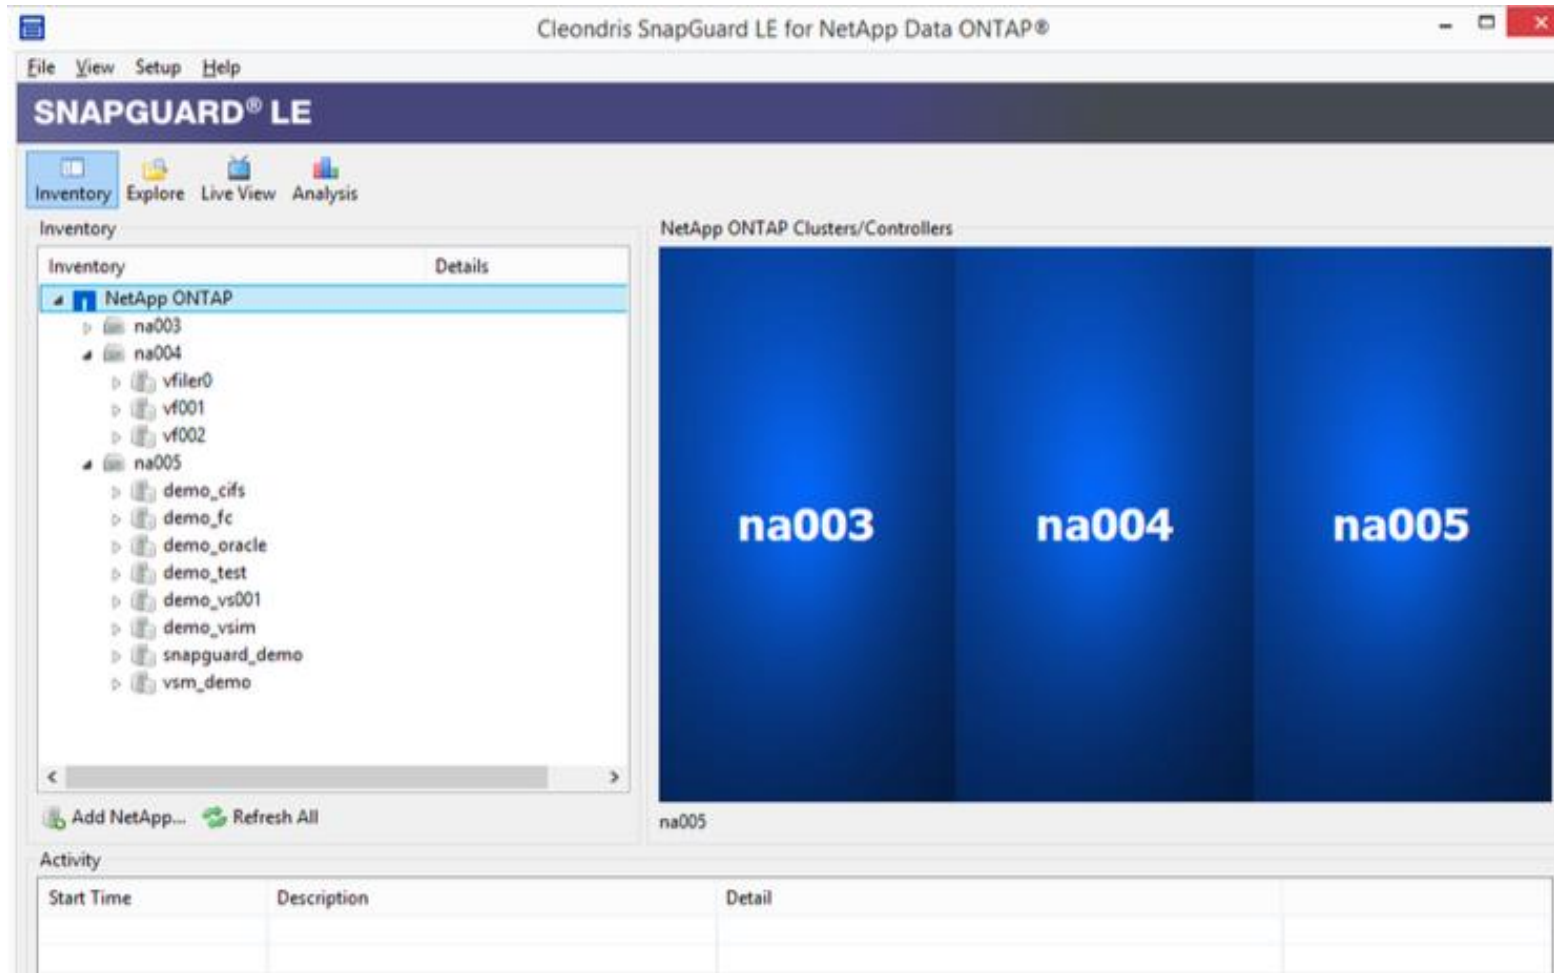 Cleondris SnapGuard LE for NetApp Data ONTAP®
File View Setup Help
SNAPGUARD® LE
Inventory Explore Live View Analysis
Inventory
Inventory Details
NetApp ONTAP
na003
na004
vfiler0
vf001
vf002
na005
demo_cifs
demo_fc
demo_oracle
demo_test
demo_vs001
demo_vsim
snapguard_demo
vsm_demo
Add NetApp... Refresh All
NetApp ONTAP Clusters/Controllers
na003 na004 na005
na005
Activity
Start Time Description Detail